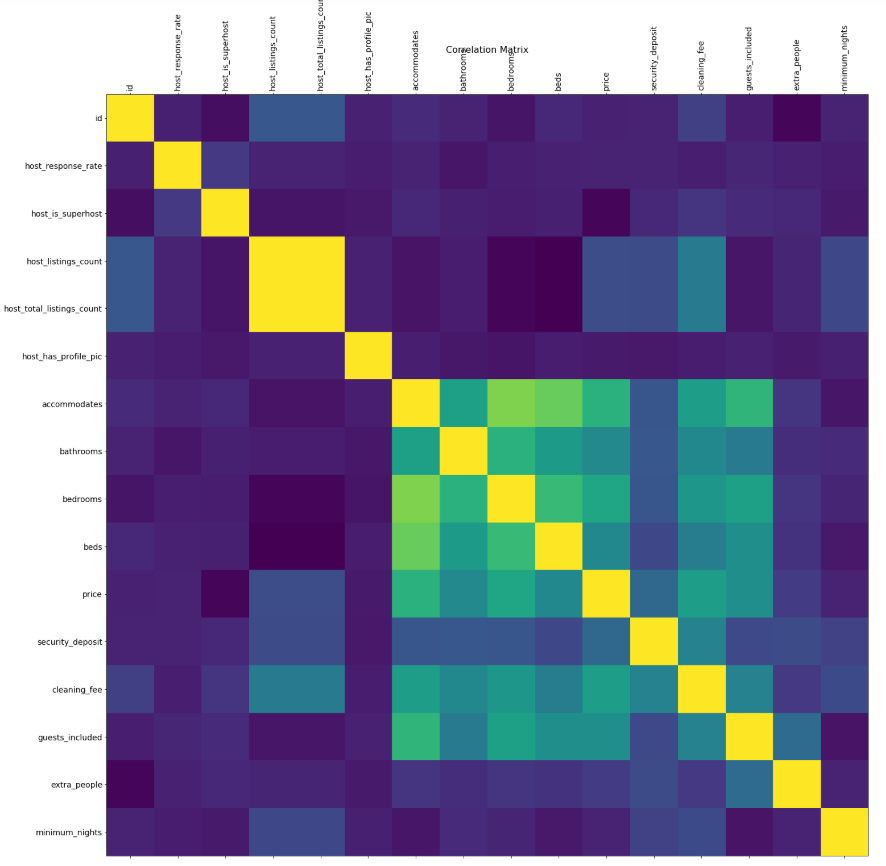 Correlation Matrix
id
host_response_rate
host_is_superhost
host_listings_count
host_total_listings_count
host_has_profile_pic
accommodates
bathrooms
bedrooms
beds
price
security_deposit
cleaning_fee
guests_included
extra_people
minimum_nights
id
host_response_rate
host_is_superhost
host_listings_count
host_total_listings_count
host_has_profile_pic
accommodates
bathrooms
bedrooms
beds
price
security_deposit
cleaning_fee
guests_included
extra_people
minimum_nights